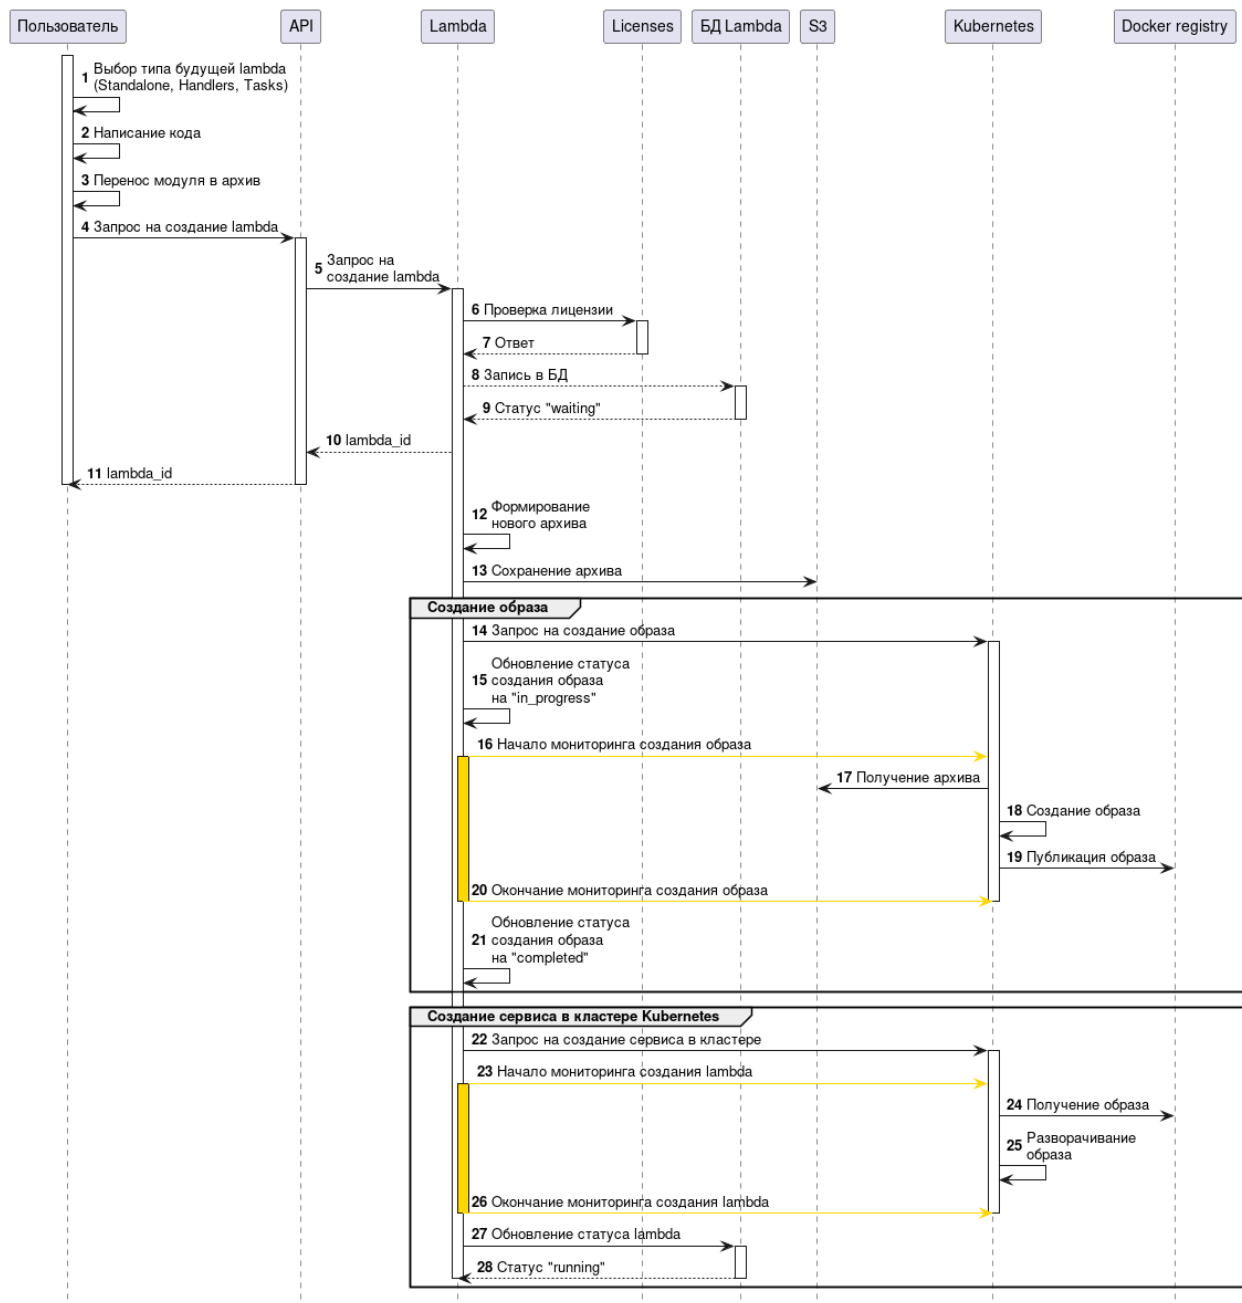 Пользователь
API
Lambda
Licenses
БД Lambda
S3
Kubernetes
Docker registry
1 Выбор типа будущей lambda
(Standalone, Handlers, Tasks)
2 Написание кода
3 Перенос модуля в архив
4 Запрос на создание lambda
5 Запрос на
создание lambda
6 Проверка лицензии
7 Ответ
8 Запись в БД
9 Статус "waiting"
10 lambda_id
11 lambda_id
12 Формирование
нового архива
13 Сохранение архива
Создание образа
14 Запрос на создание образа
15 Обновление статуса
создания образа
на "in_progress"
16 Начало мониторинга создания образа
17 Получение архива
18 Создание образа
19 Публикация образа
20 Окончание мониторинга создания образа
21 Обновление статуса
создания образа
на "completed"
Создание сервиса в кластере Kubernetes
22 Запрос на создание сервиса в кластере
23 Начало мониторинга создания lambda
24 Получение образа
25 Разворачивание
образа
26 Окончание мониторинга создания lambda
27 Обновление статуса lambda
28 Статус "running"